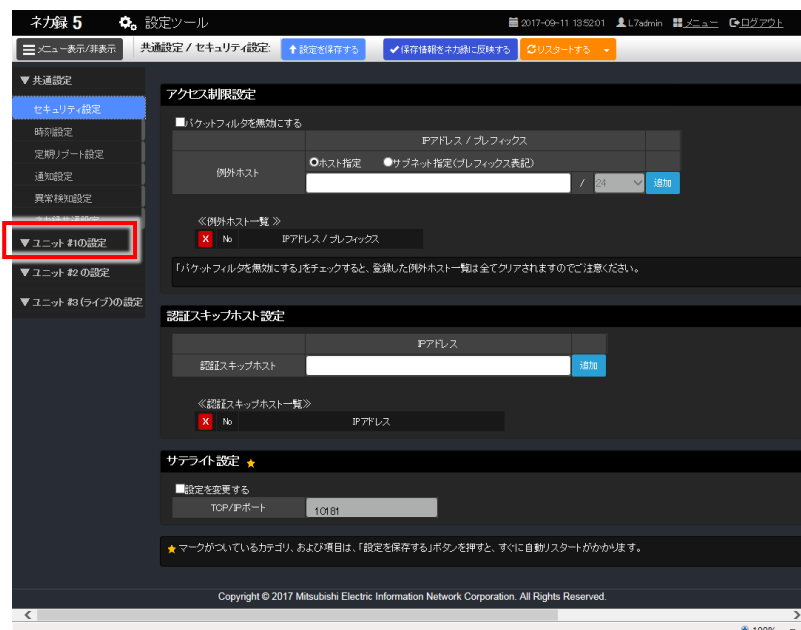 ネカ録 5 設定ツール 2017-09-11 13:52:01 L7admin メニュー ログアウト
メニュー表示/非表示 共通設定 / セキュリティ設定: 設定を保存する 保存情報をネカ録に反映する リスタートする
▼共通設定
セキュリティ設定
時刻設定
定期リブート設定
通知設定
異常検知設定
▼ユニット #1の設定
▼ユニット #2 の設定
▼ユニット #3 (ライブ)の設定
アクセス制限設定
パケットフィルタを無効にする
IPアドレス / プレフィックス
例外ホスト
ホスト指定 サブネット指定(プレフィックス表記)
/ 24 追加
≪例外ホスト一覧 ≫
X No IPアドレス / プレフィックス
「パケットフィルタを無効にする」をチェックすると、登録した例外ホスト一覧は全てクリアされますのでご注意ください。
認証スキップホスト設定
IPアドレス
認証スキップホスト 追加
≪認証スキップホスト一覧≫
X No IPアドレス
サテライト設定 ★
設定を変更する
TCP/IPポート 10181
★マークがついているカテゴリ、および項目は、「設定を保存する」ボタンを押すと、すぐに自動リスタートがかかります。
Copyright © 2017 Mitsubishi Electric Information Network Corporation. All Rights Reserved.